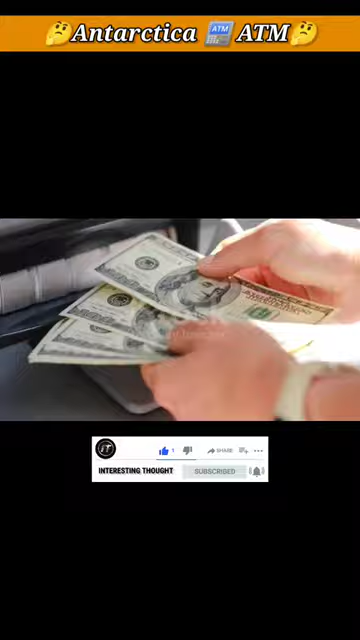 🤔Antarctica 🏧 ATM🤔
1 SHARE
INTERESTING THOUGHT SUBSCRIBED